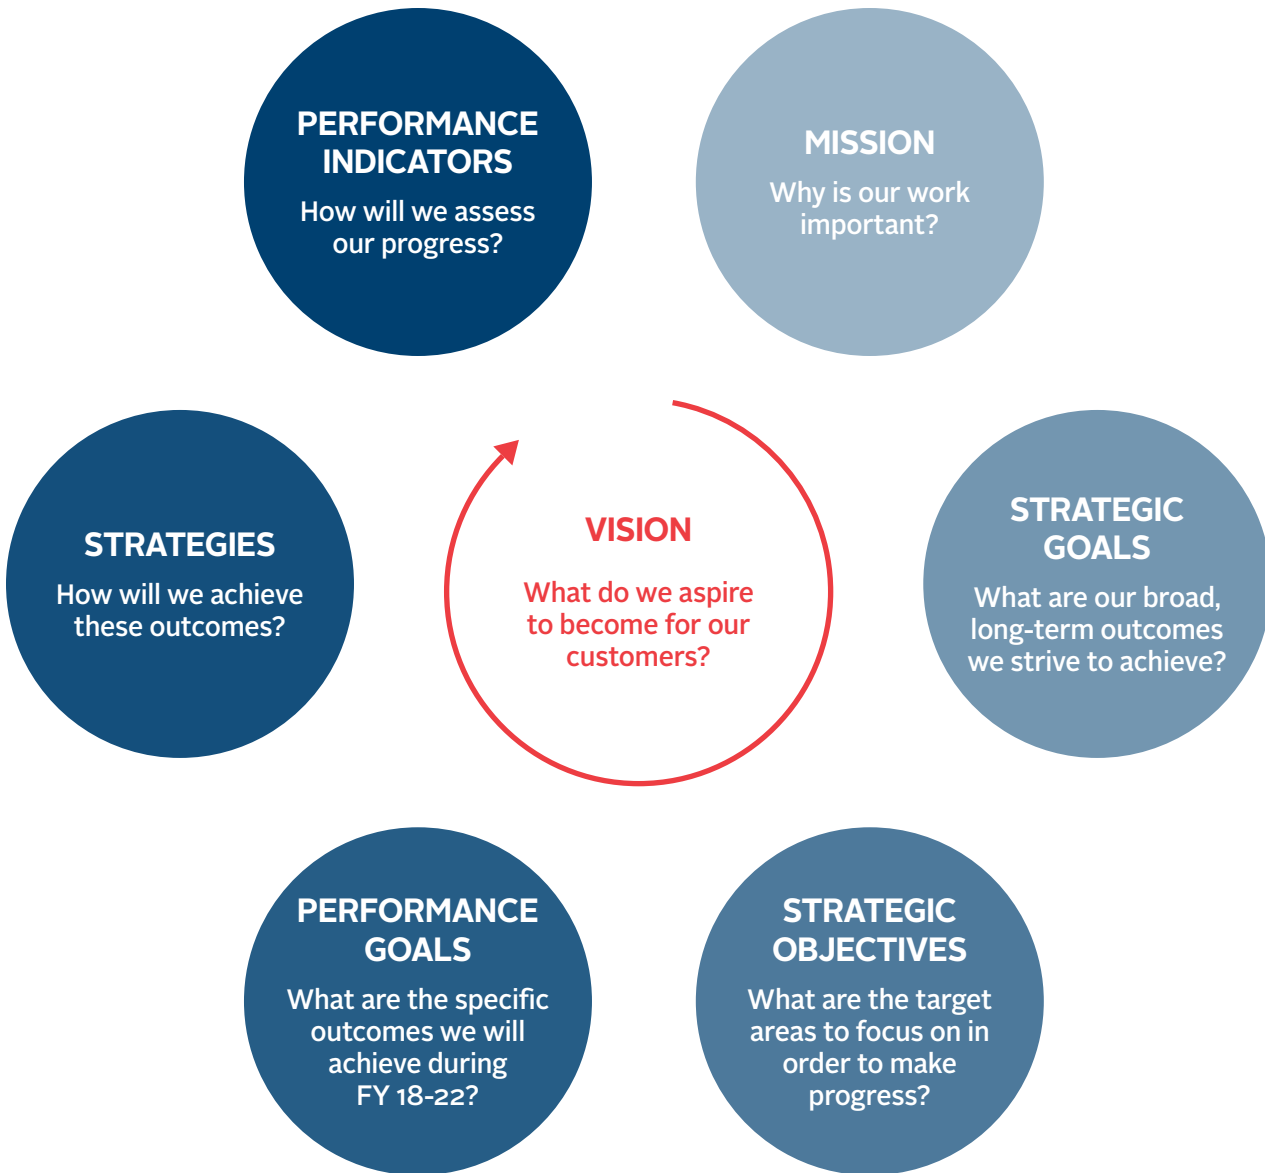 PERFORMANCE
INDICATORS
How will we assess
our progress?
MISSION
Why is our work
important?
STRATEGIES
How will we achieve
these outcomes?
VISION
What do we aspire
to become for our
customers?
STRATEGIC
GOALS
What are our broad,
long-term outcomes
we strive to achieve?
PERFORMANCE
GOALS
What are the specific
outcomes we will
achieve during
FY 18-22?
STRATEGIC
OBJECTIVES
What are the target
areas to focus on in
order to make
progress?